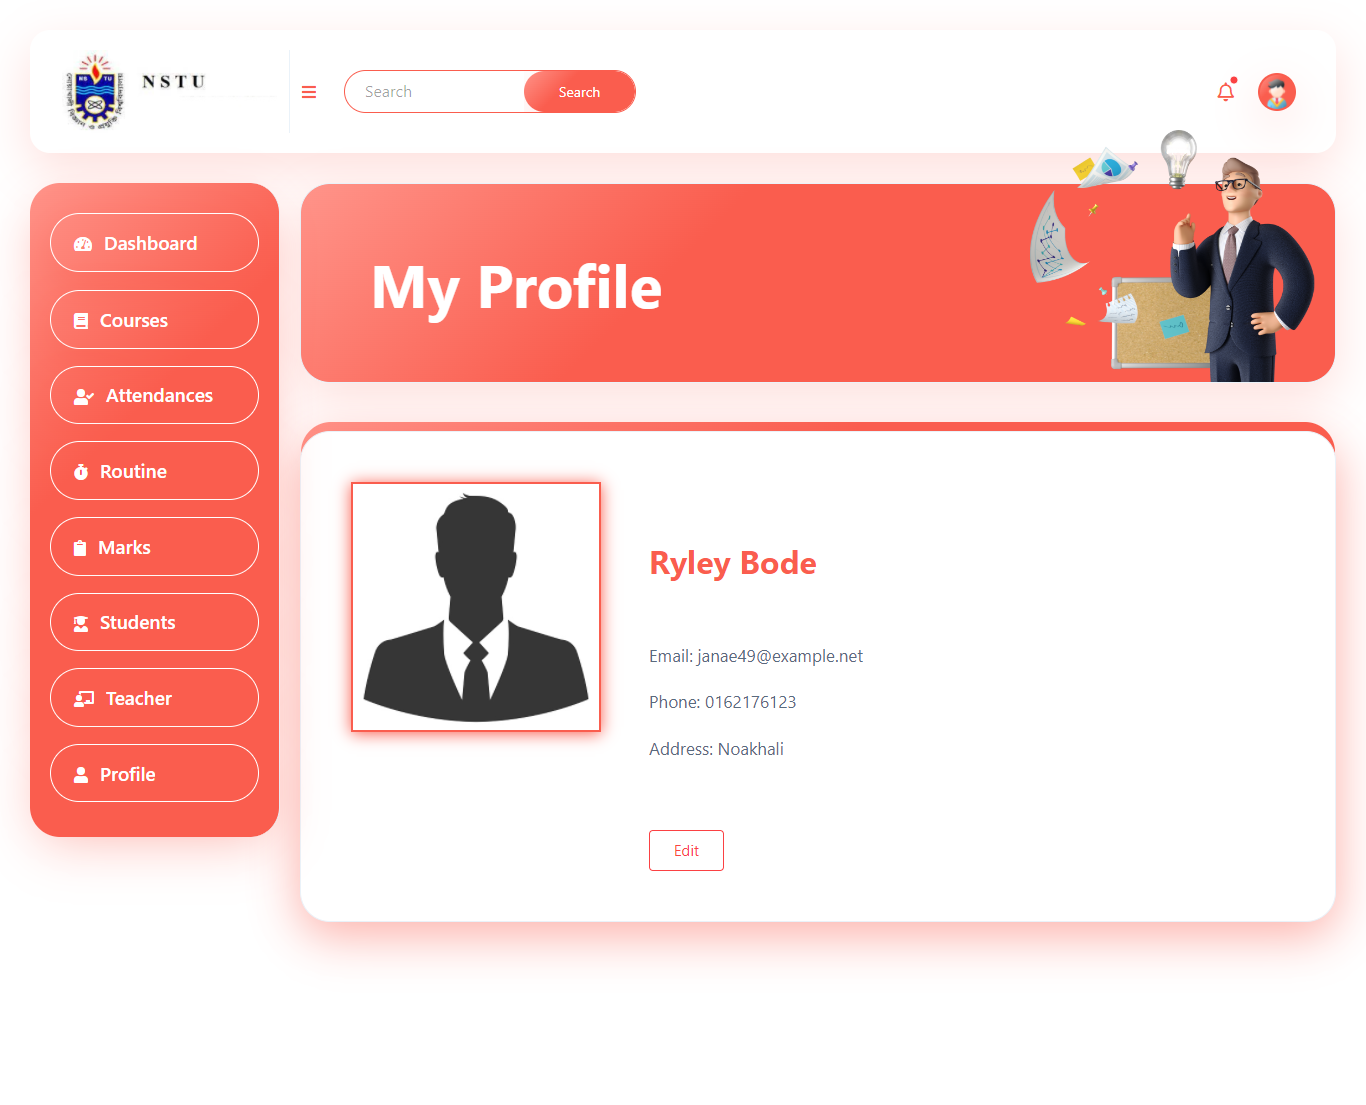 NSTU
Search
Search
Dashboard
Courses
Attendances
Routine
Marks
Students
Teacher
Profile
My Profile
Ryley Bode
Email: janae49@example.net
Phone: 0162176123
Address: Noakhali
Edit